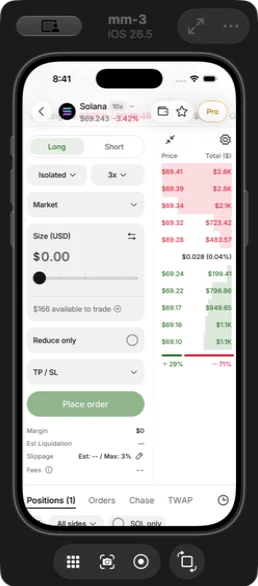 mm-3
iOS 26.5
8:41
Solana 10x
$69.243 -3.42%
Pro
Long Short
Isolated 3x
Market
Size (USD)
$0.00
$166 available to trade
Reduce only
TP / SL
Place order
Margin $0
Est Liquidation --
Slippage Est: -- / Max: 3%
Fees --
Price Total ($)
$69.41 $2.8K
$69.39 $2.8K
$69.34 $2.1K
$69.32 $723.42
$69.28 $483.57
$0.028 (0.04%)
$69.24 $199.41
$69.22 $798.86
$69.17 $949.65
$69.16 $1.1K
$69.10 $1.1K
+ 29% − 71%
Positions (1) Orders Chase TWAP
All sides SOL only